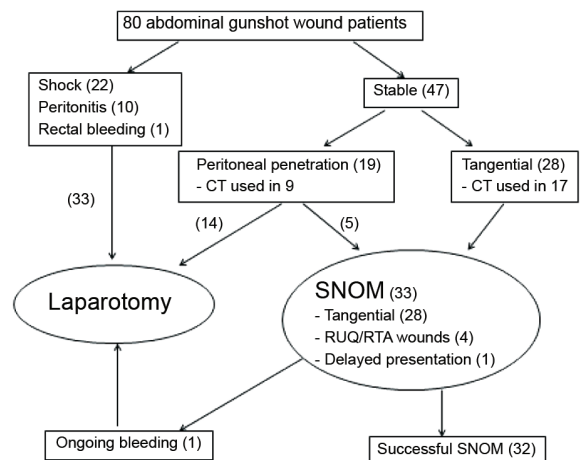 80 abdominal gunshot wound patients
Shock (22)
Peritonitis (10)
Rectal bleeding (1)
Stable (47)
Peritoneal penetration (19)
- CT used in 9
Tangential (28)
- CT used in 17
(33)
(14)
(5)
Laparotomy
SNOM (33)
- Tangential (28)
- RUQ/RTA wounds (4)
- Delayed presentation (1)
Ongoing bleeding (1)
Successful SNOM (32)